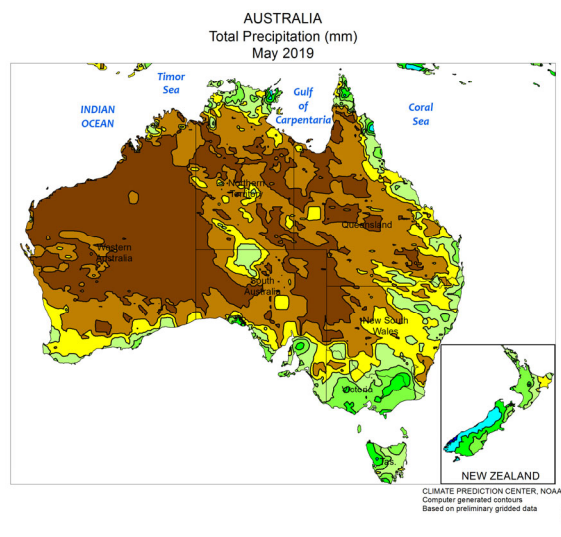 AUSTRALIA
Total Precipitation (mm)
May 2019
Timor
Sea
Gulf
of
Carpentaria
INDIAN
OCEAN
Coral
Sea
Northern
Territory
Queensland
Western
Australia
South
Australia
New South
Wales
Victoria
Tas.
NEW ZEALAND
CLIMATE PREDICTION CENTER, NOAA
Computer generated contours
Based on preliminary gridded data